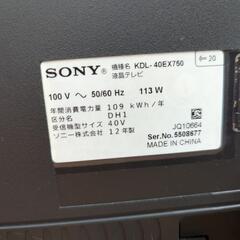 SONY 機種名 KDL-40EX750
液晶テレビ
20
100 V ～ 50/60 Hz 113 W
年間消費電力量 109 kWh/年
区分名 DH1
受信機型サイズ 40V
ソニー株式会社 12年製
JQ10664
Ser.No.5508677
MADE IN CHINA